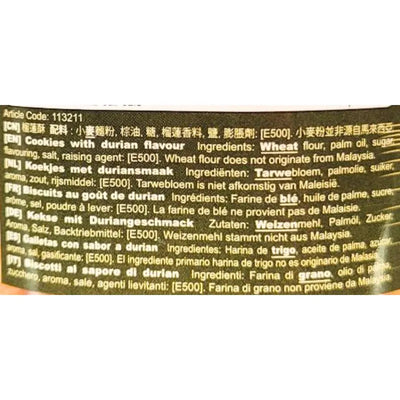 Article Code: 113211
[CN] 榴蓮酥 配料: 小麥麵粉, 棕油, 糖, 榴蓮香料, 鹽, 膨脹劑: [E500]. 小麥粉並非源自馬來西亞
[EN] Cookies with durian flavour Ingredients: Wheat flour, palm oil, sugar,
flavouring, salt, raising agent: [E500]. Wheat flour does not originate from Malaysia.
[NL] Koekjes met doeriansmaak Ingrediënten: Tarwebloem, palmolie, suiker,
aroma, zout, rijsmiddel: [E500]. Tarwebloem is niet afkomstig van Maleisië.
[FR] Biscuits au goût de durian Ingrédients: Farine de blé, huile de palme, sucre,
arôme, sel, poudre à lever: [E500]. La farine de blé ne provient pas de Malaisie.
[DE] Kekse mit Duriangeschmack Zutaten: Weizenmehl, Palmöl, Zucker,
Aroma, Salz, Backtriebmittel: [E500]. Weizenmehl stammt nicht aus Malaysia.
[ES] Galletas con sabor a durian Ingredientes: Harina de trigo, aceite de palma, azúcar,
sal, gasificante: [E500]. El ingrediente primario harina de trigo no es originario de Malasia.
[IT] Biscotti al sapore di durian Ingredienti: Farina di grano, olio di palma,
zucchero, aroma, sale, agenti lievitanti: [E500]. Farina di grano non proviene da Malaysia.